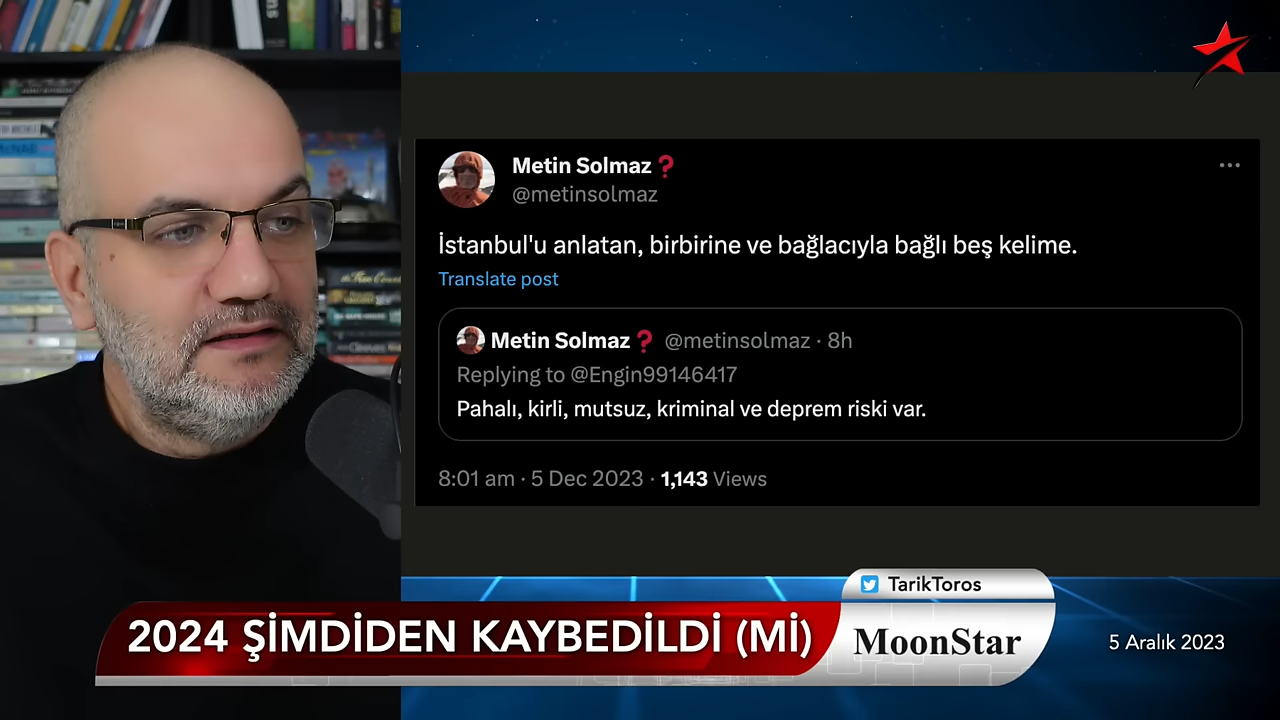 Metin Solmaz❓
@metinsolmaz
İstanbul'u anlatan, birbirine ve bağlacıyla bağlı beş kelime.
Translate post
Metin Solmaz❓ @metinsolmaz · 8h
Replying to @Engin99146417
Pahalı, kirli, mutsuz, kriminal ve deprem riski var.
8:01 am · 5 Dec 2023 · 1,143 Views
TarikToros
2024 ŞİMDİDEN KAYBEDİLDİ (Mİ)
MoonStar
5 Aralık 2023